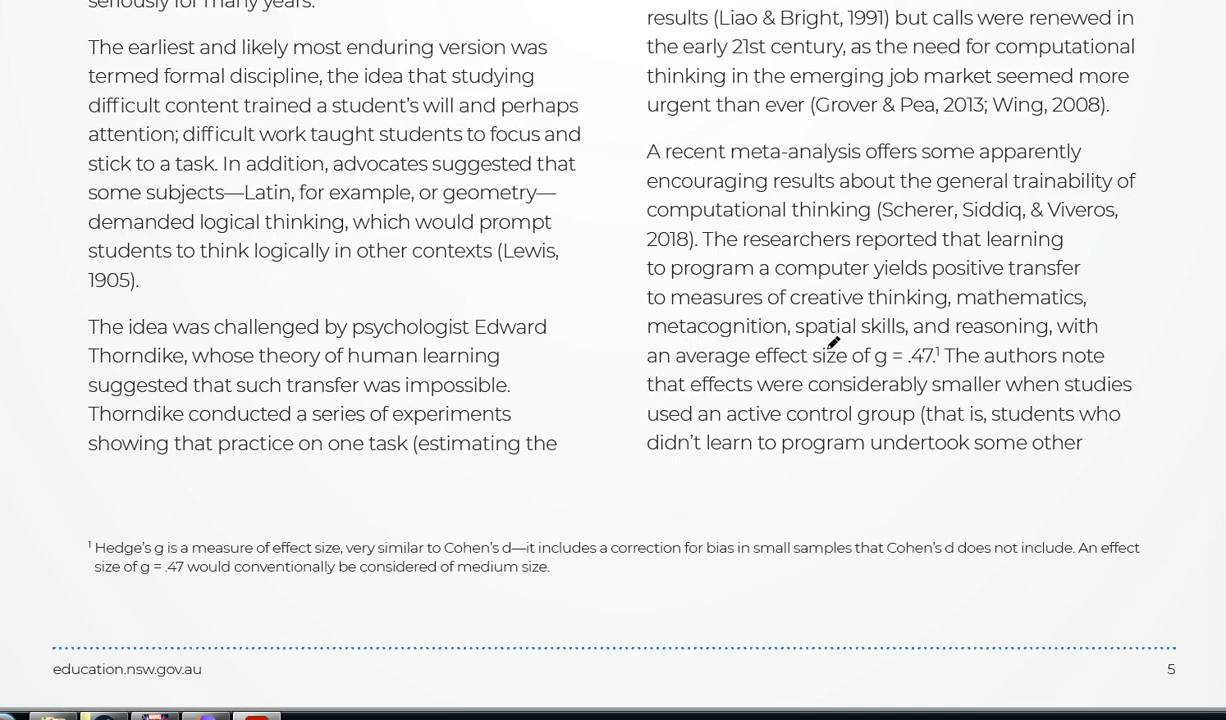 seriously for many years.
The earliest and likely most enduring version was
termed formal discipline, the idea that studying
difficult content trained a student's will and perhaps
attention; difficult work taught students to focus and
stick to a task. In addition, advocates suggested that
some subjects—Latin, for example, or geometry—
demanded logical thinking, which would prompt
students to think logically in other contexts (Lewis,
1905).
The idea was challenged by psychologist Edward
Thorndike, whose theory of human learning
suggested that such transfer was impossible.
Thorndike conducted a series of experiments
showing that practice on one task (estimating the
results (Liao & Bright, 1991) but calls were renewed in
the early 21st century, as the need for computational
thinking in the emerging job market seemed more
urgent than ever (Grover & Pea, 2013; Wing, 2008).
A recent meta-analysis offers some apparently
encouraging results about the general trainability of
computational thinking (Scherer, Siddiq, & Viveros,
2018). The researchers reported that learning
to program a computer yields positive transfer
to measures of creative thinking, mathematics,
metacognition, spatial skills, and reasoning, with
an average effect size of g = .47.¹ The authors note
that effects were considerably smaller when studies
used an active control group (that is, students who
didn't learn to program undertook some other
¹ Hedge's g is a measure of effect size, very similar to Cohen's d—it includes a correction for bias in small samples that Cohen's d does not include. An effect
size of g = .47 would conventionally be considered of medium size.
education.nsw.gov.au
5